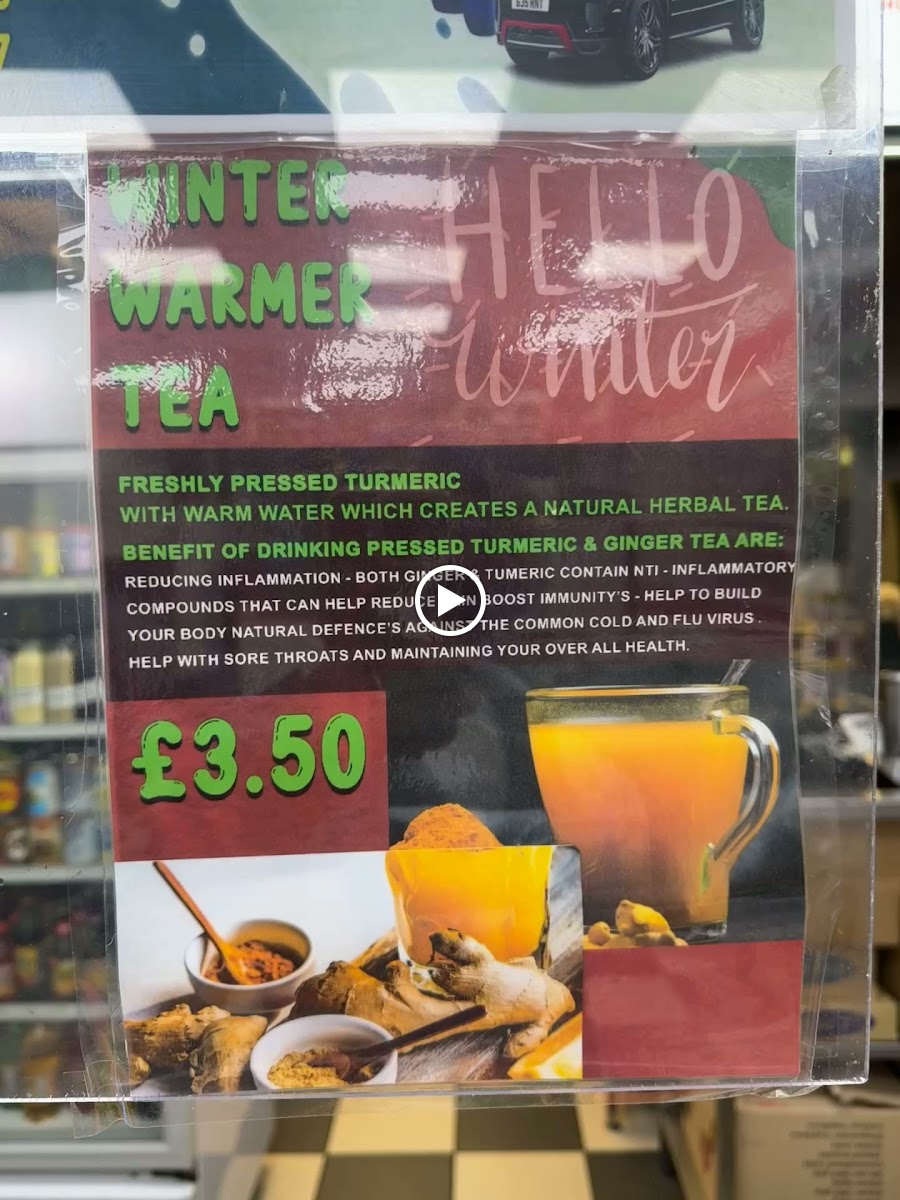 WINTER
WARMER
TEA
HELLO
winter
FRESHLY PRESSED TURMERIC
WITH WARM WATER WHICH CREATES A NATURAL HERBAL TEA.
BENEFIT OF DRINKING PRESSED TURMERIC & GINGER TEA ARE:
REDUCING INFLAMMATION - BOTH GINGER & TUMERIC CONTAIN NTI - INFLAMMATORY
COMPOUNDS THAT CAN HELP REDUCE BOOST IMMUNITY'S - HELP TO BUILD
YOUR BODY NATURAL DEFENCE'S AGAINST THE COMMON COLD AND FLU VIRUS .
HELP WITH SORE THROATS AND MAINTAINING YOUR OVER ALL HEALTH.
£3.50